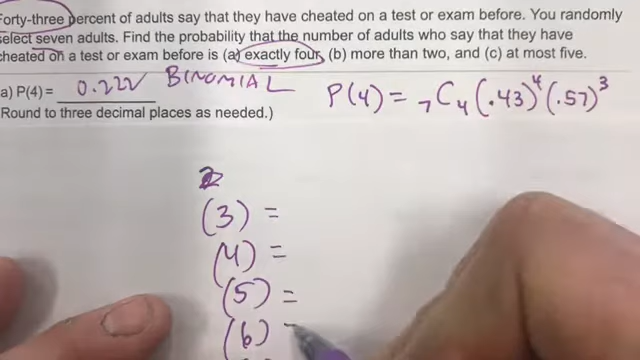 Forty-three percent of adults say that they have cheated on a test or exam before. You randomly
select seven adults. Find the probability that the number of adults who say that they have
cheated on a test or exam before is (a) exactly four, (b) more than two, and (c) at most five.
a) P(4) = 0.222 BINOMIAL P(4) = ₇C₄ (.43)⁴ (.57)³
Round to three decimal places as needed.)
(3) =
(4) =
(5) =
(6) =